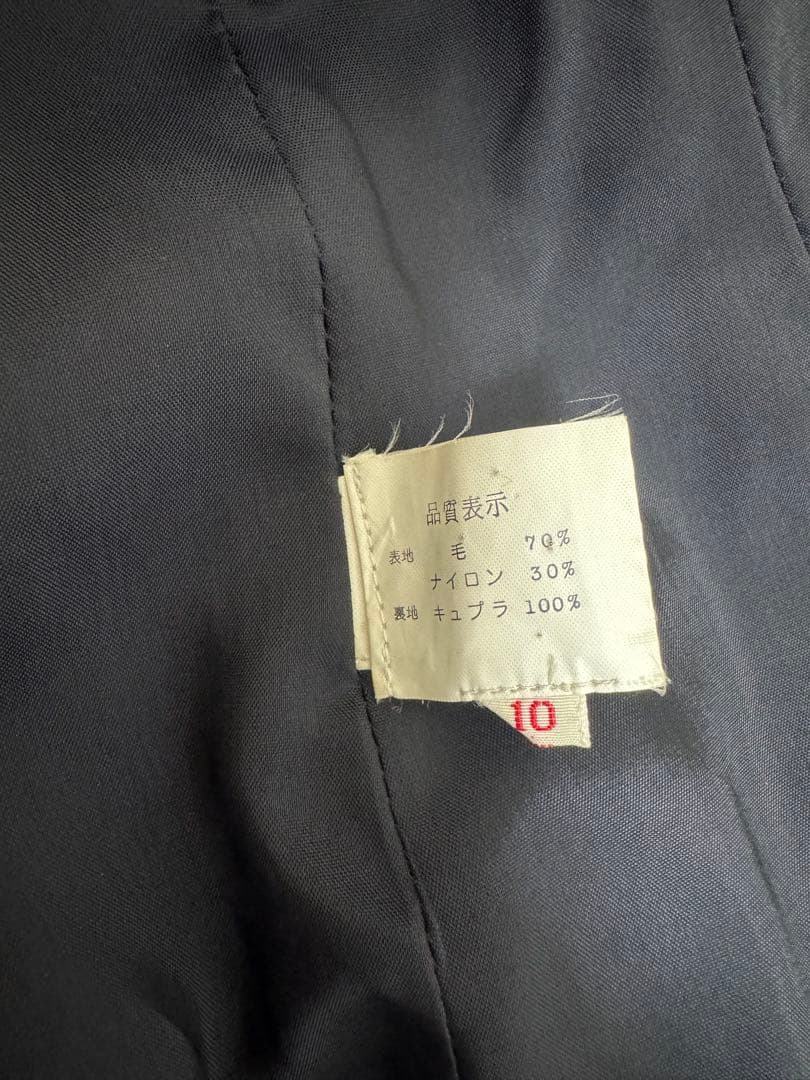 品質表示
表地 毛 70%
ナイロン 30%
裏地 キュプラ 100%
10